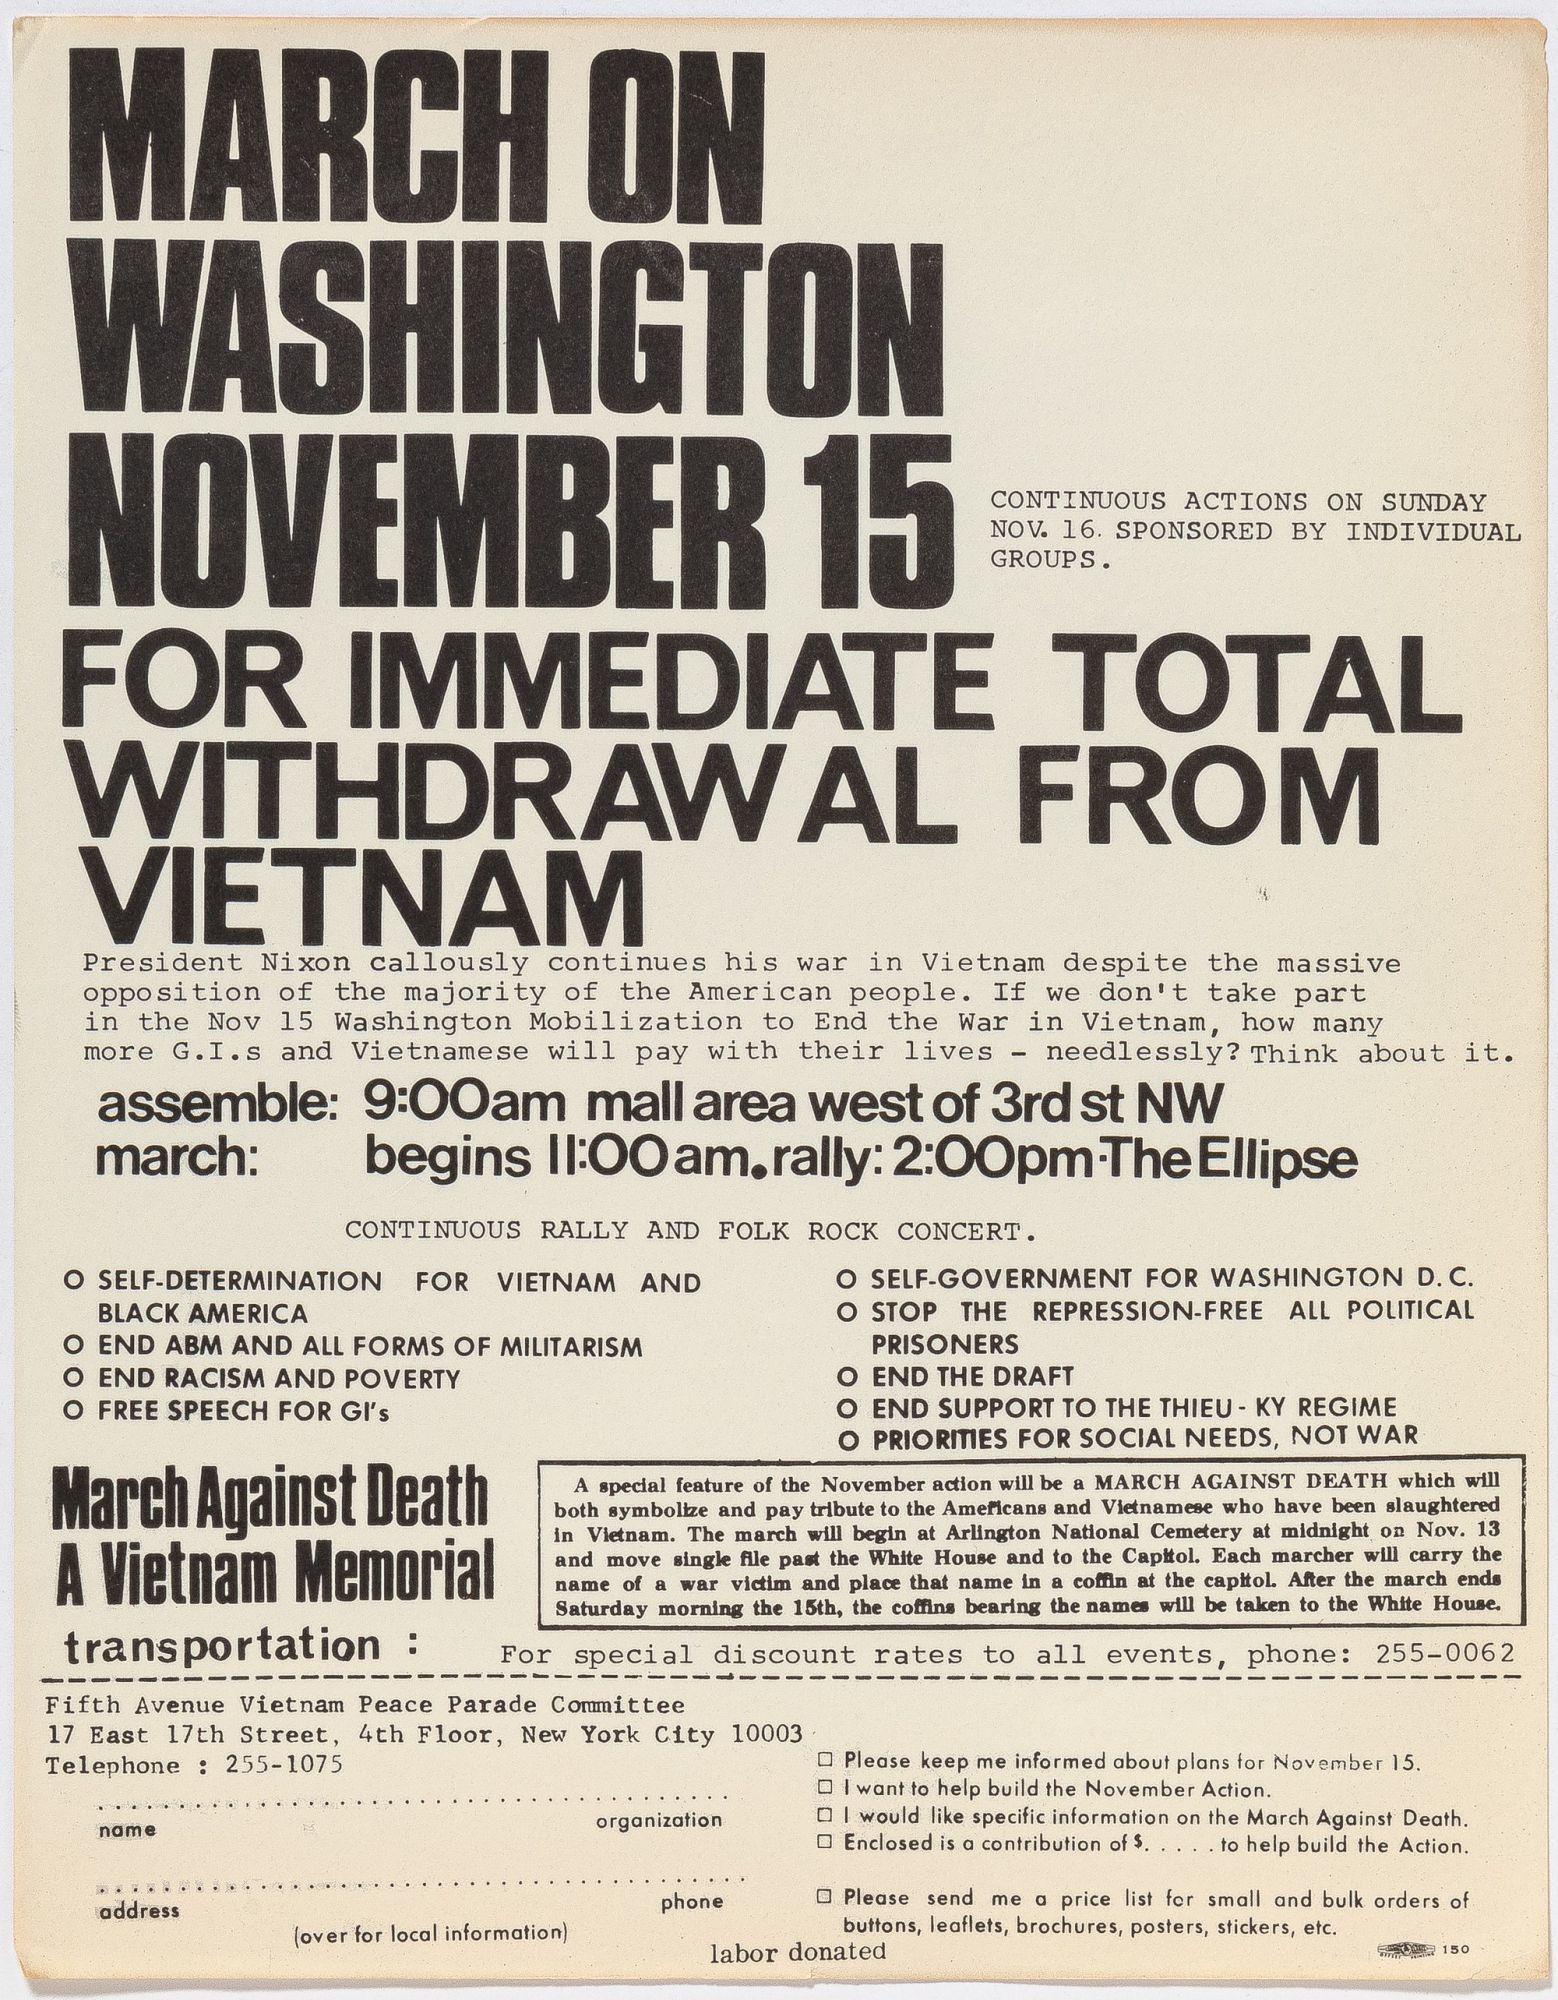 MARCH ON
WASHINGTON
NOVEMBER 15
CONTINUOUS ACTIONS ON SUNDAY
NOV. 16. SPONSORED BY INDIVIDUAL
GROUPS.
FOR IMMEDIATE TOTAL
WITHDRAWAL FROM
VIETNAM
President Nixon callously continues his war in Vietnam despite the massive
opposition of the majority of the American people. If we don't take part
in the Nov 15 Washington Mobilization to End the War in Vietnam, how many
more G.I.s and Vietnamese will pay with their lives - needlessly? Think about it.
assemble: 9:00am mall area west of 3rd st NW
march: begins 11:00am. rally: 2:00pm·The Ellipse
CONTINUOUS RALLY AND FOLK ROCK CONCERT.
O SELF-DETERMINATION FOR VIETNAM AND
BLACK AMERICA
O END ABM AND ALL FORMS OF MILITARISM
O END RACISM AND POVERTY
O FREE SPEECH FOR GI's
O SELF-GOVERNMENT FOR WASHINGTON D.C.
O STOP THE REPRESSION-FREE ALL POLITICAL
PRISONERS
O END THE DRAFT
O END SUPPORT TO THE THIEU - KY REGIME
O PRIORITIES FOR SOCIAL NEEDS, NOT WAR
March Against Death
A Vietnam Memorial
A special feature of the November action will be a MARCH AGAINST DEATH which will
both symbolize and pay tribute to the Americans and Vietnamese who have been slaughtered
in Vietnam. The march will begin at Arlington National Cemetery at midnight on Nov. 13
and move single file past the White House and to the Capitol. Each marcher will carry the
name of a war victim and place that name in a coffin at the capitol. After the march ends
Saturday morning the 15th, the coffins bearing the names will be taken to the White House.
transportation : For special discount rates to all events, phone: 255-0062
Fifth Avenue Vietnam Peace Parade Committee
17 East 17th Street, 4th Floor, New York City 10003
Telephone : 255-1075
name organization
address phone
(over for local information)
□ Please keep me informed about plans for November 15.
□ I want to help build the November Action.
□ I would like specific information on the March Against Death.
□ Enclosed is a contribution of $. . . . . to help build the Action.
□ Please send me a price list for small and bulk orders of
buttons, leaflets, brochures, posters, stickers, etc.
labor donated
150